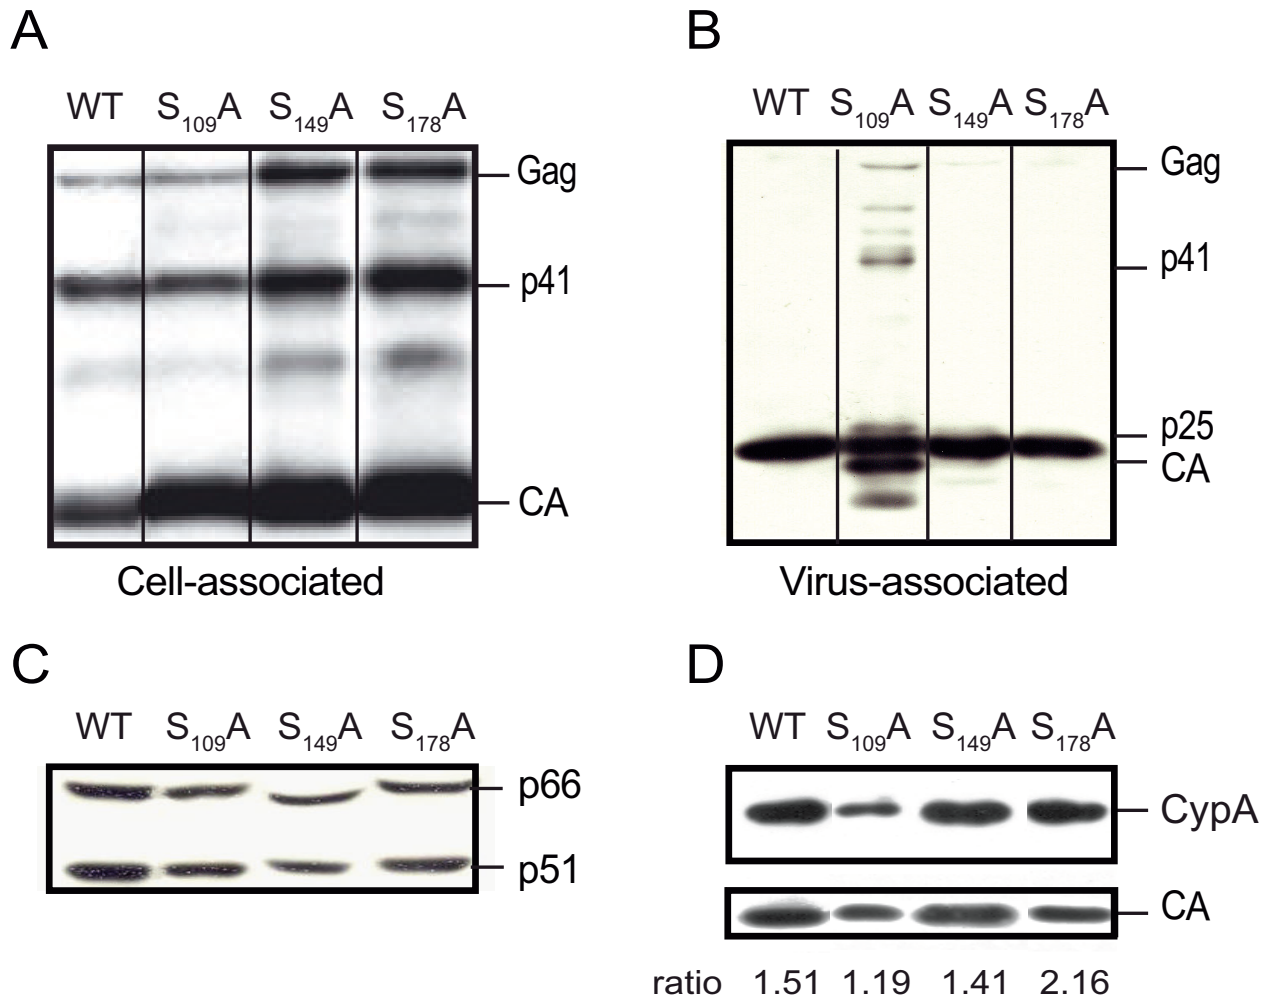 A
WT S109A S149A S178A
Gag
p41
CA
Cell-associated
B
WT S109A S149A S178A
Gag
p41
p25
CA
Virus-associated
C
WT S109A S149A S178A
p66
p51
D
WT S109A S149A S178A
CypA
CA
ratio 1.51 1.19 1.41 2.16